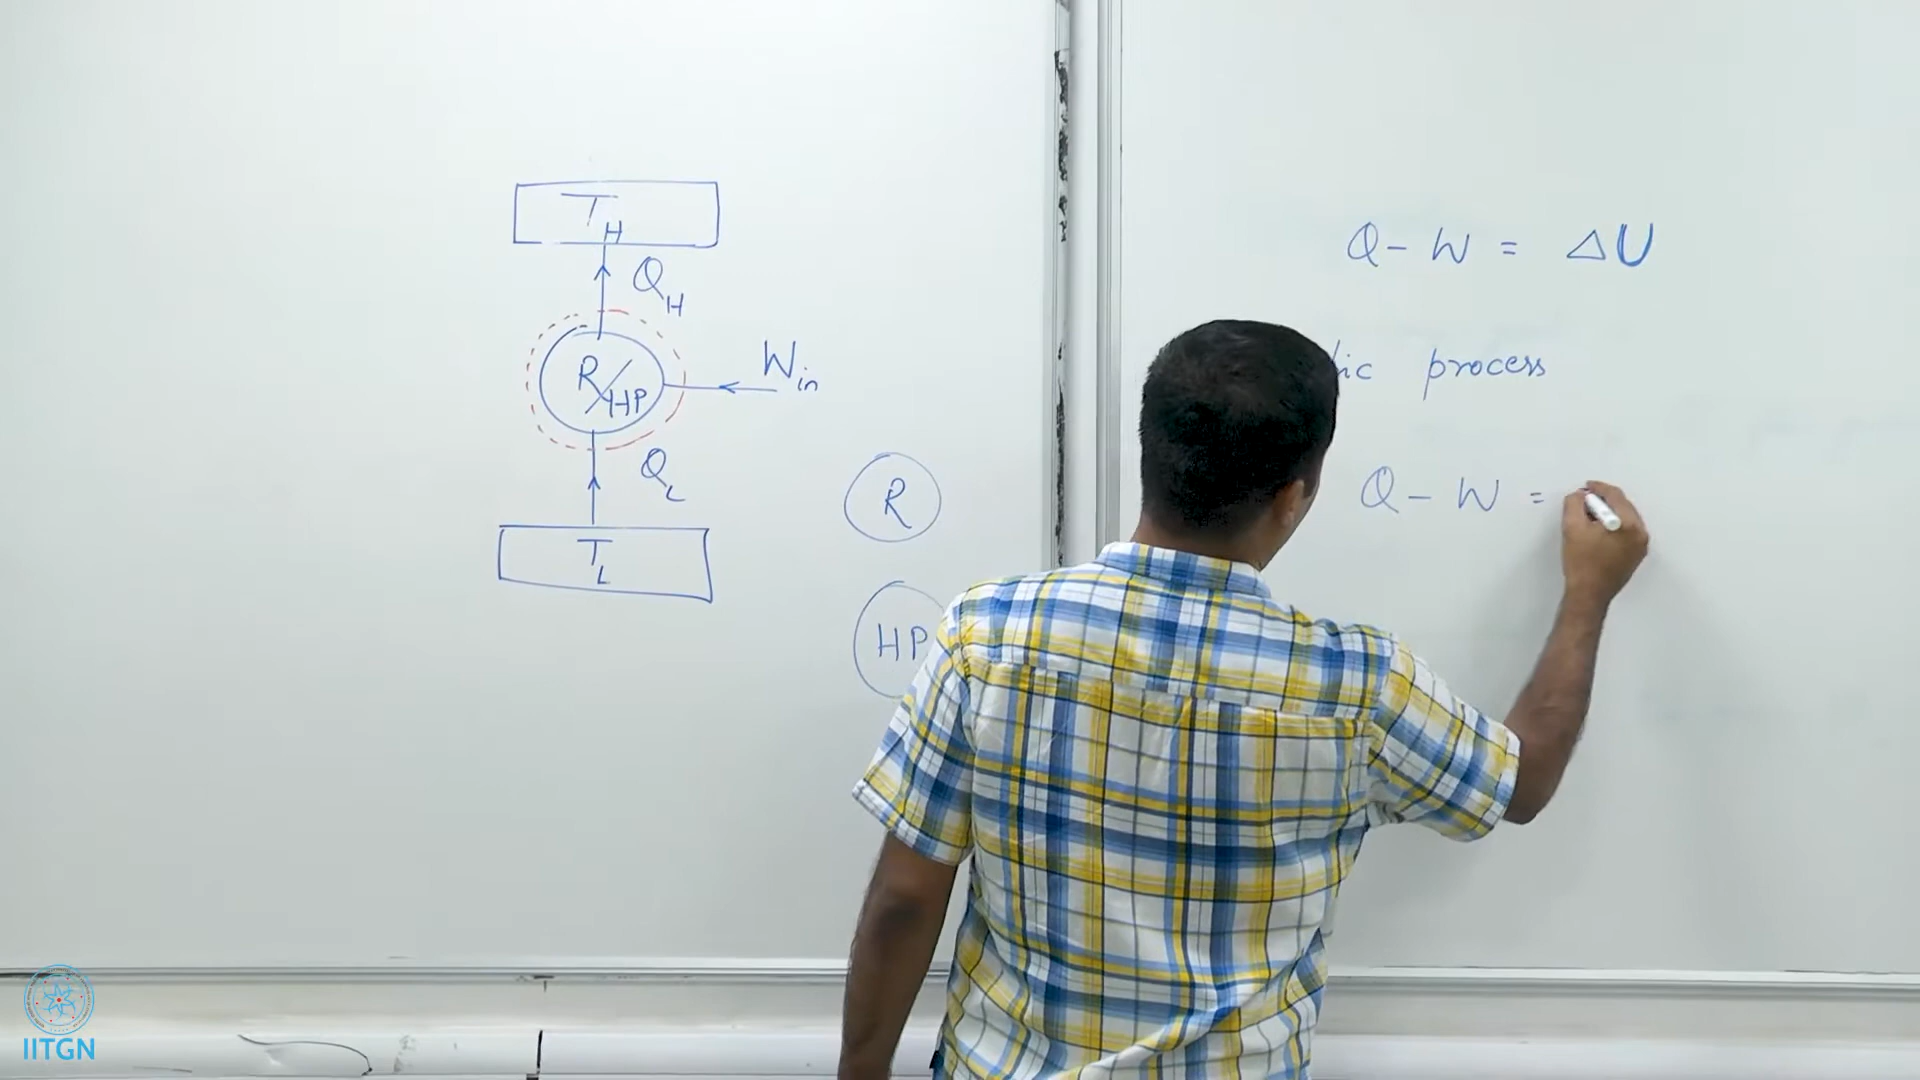 T_H
Q_H
R/HP
W_in
Q_L
T_L
R
HP
Q - W = ΔU
ic process
Q - W =
IITGN